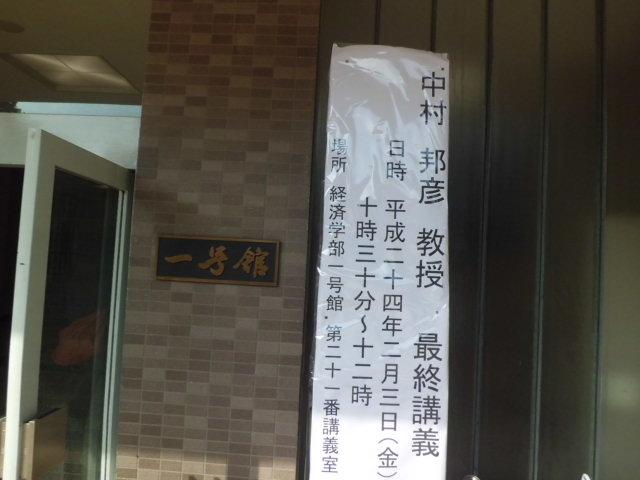 中村 邦彦 教授 最終講義
日時 平成二十四年二月三日(金)
十時三十分～十二時
場所 経済学部一号館・第二十一番講義室
一号館